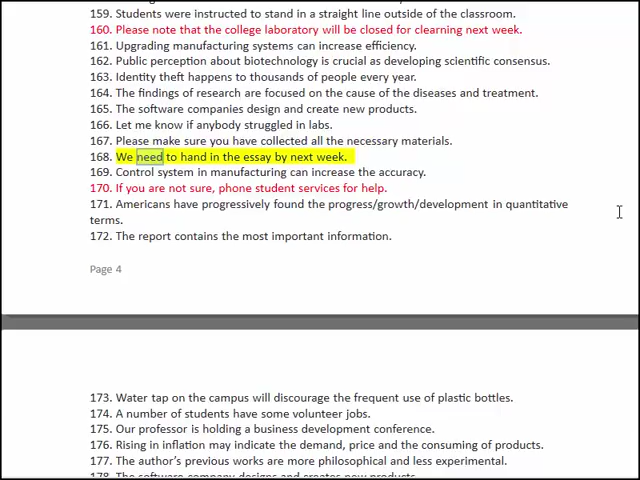 159. Students were instructed to stand in a straight line outside of the classroom.
160. Please note that the college laboratory will be closed for clearning next week.
161. Upgrading manufacturing systems can increase efficiency.
162. Public perception about biotechnology is crucial as developing scientific consensus.
163. Identity theft happens to thousands of people every year.
164. The findings of research are focused on the cause of the diseases and treatment.
165. The software companies design and create new products.
166. Let me know if anybody struggled in labs.
167. Please make sure you have collected all the necessary materials.
168. We need to hand in the essay by next week.
169. Control system in manufacturing can increase the accuracy.
170. If you are not sure, phone student services for help.
171. Americans have progressively found the progress/growth/development in quantitative
terms.
172. The report contains the most important information.
Page 4
173. Water tap on the campus will discourage the frequent use of plastic bottles.
174. A number of students have some volunteer jobs.
175. Our professor is holding a business development conference.
176. Rising in inflation may indicate the demand, price and the consuming of products.
177. The author's previous works are more philosophical and less experimental.
178. The software company designs and creates new products.